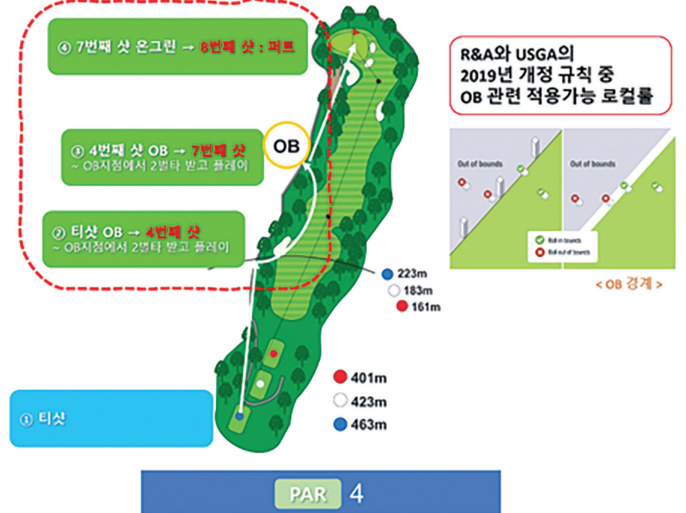 ④ 7번째 샷 온그린 → 8번째 샷 : 퍼트
③ 4번째 샷 OB → 7번째 샷
~ OB지점에서 2벌타 받고 플레이
OB
② 티샷 OB → 4번째 샷
~ OB지점에서 2벌타 받고 플레이
① 티샷
223m
183m
161m
401m
423m
463m
PAR 4
R&A와 USGA의
2019년 개정 규칙 중
OB 관련 적용가능 로컬룰
Out of bounds
Out of bounds
Ball in bounds
Ball out of bounds
< OB 경계 >